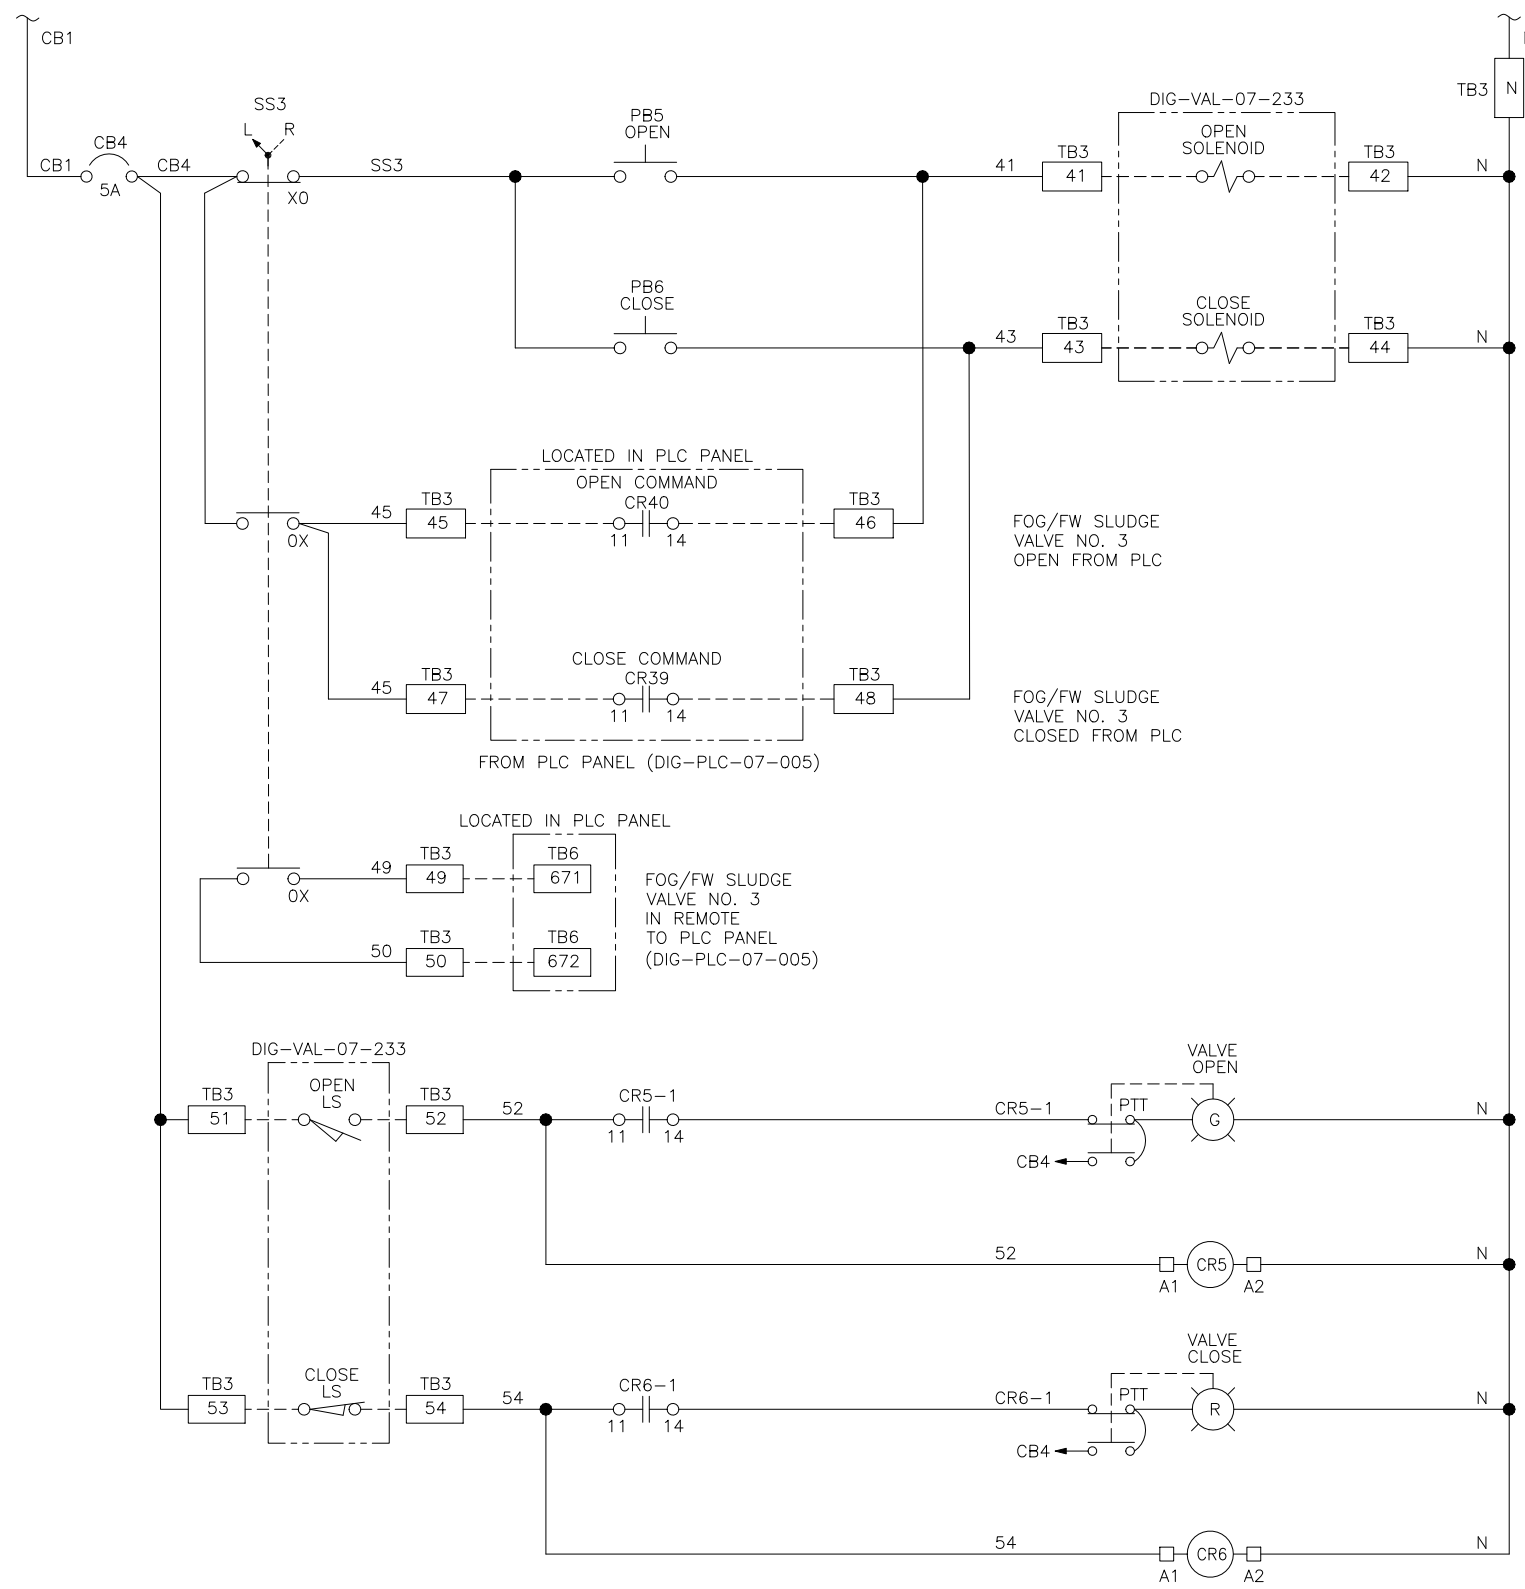 CB1
TB3
N
SS3
L
R
DIG-VAL-07-233
CB4
CB1
5A
CB4
X0
SS3
PB5
OPEN
41
TB3
41
OPEN
SOLENOID
TB3
42
N
PB6
CLOSE
43
TB3
43
CLOSE
SOLENOID
TB3
44
N
LOCATED IN PLC PANEL
OPEN COMMAND
0X
45
TB3
45
CR40
11
14
TB3
46
FOG/FW SLUDGE
VALVE NO. 3
OPEN FROM PLC
CLOSE COMMAND
45
TB3
47
CR39
11
14
TB3
48
FOG/FW SLUDGE
VALVE NO. 3
CLOSED FROM PLC
FROM PLC PANEL (DIG-PLC-07-005)
LOCATED IN PLC PANEL
0X
49
TB3
49
TB6
671
50
TB3
50
TB6
672
FOG/FW SLUDGE
VALVE NO. 3
IN REMOTE
TO PLC PANEL
(DIG-PLC-07-005)
DIG-VAL-07-233
TB3
51
OPEN
LS
TB3
52
52
CR5-1
11
14
CR5-1
PTT
CB4
VALVE
OPEN
G
N
52
A1
CR5
A2
N
TB3
53
CLOSE
LS
TB3
54
54
CR6-1
11
14
CR6-1
PTT
CB4
VALVE
CLOSE
R
N
54
A1
CR6
A2
N